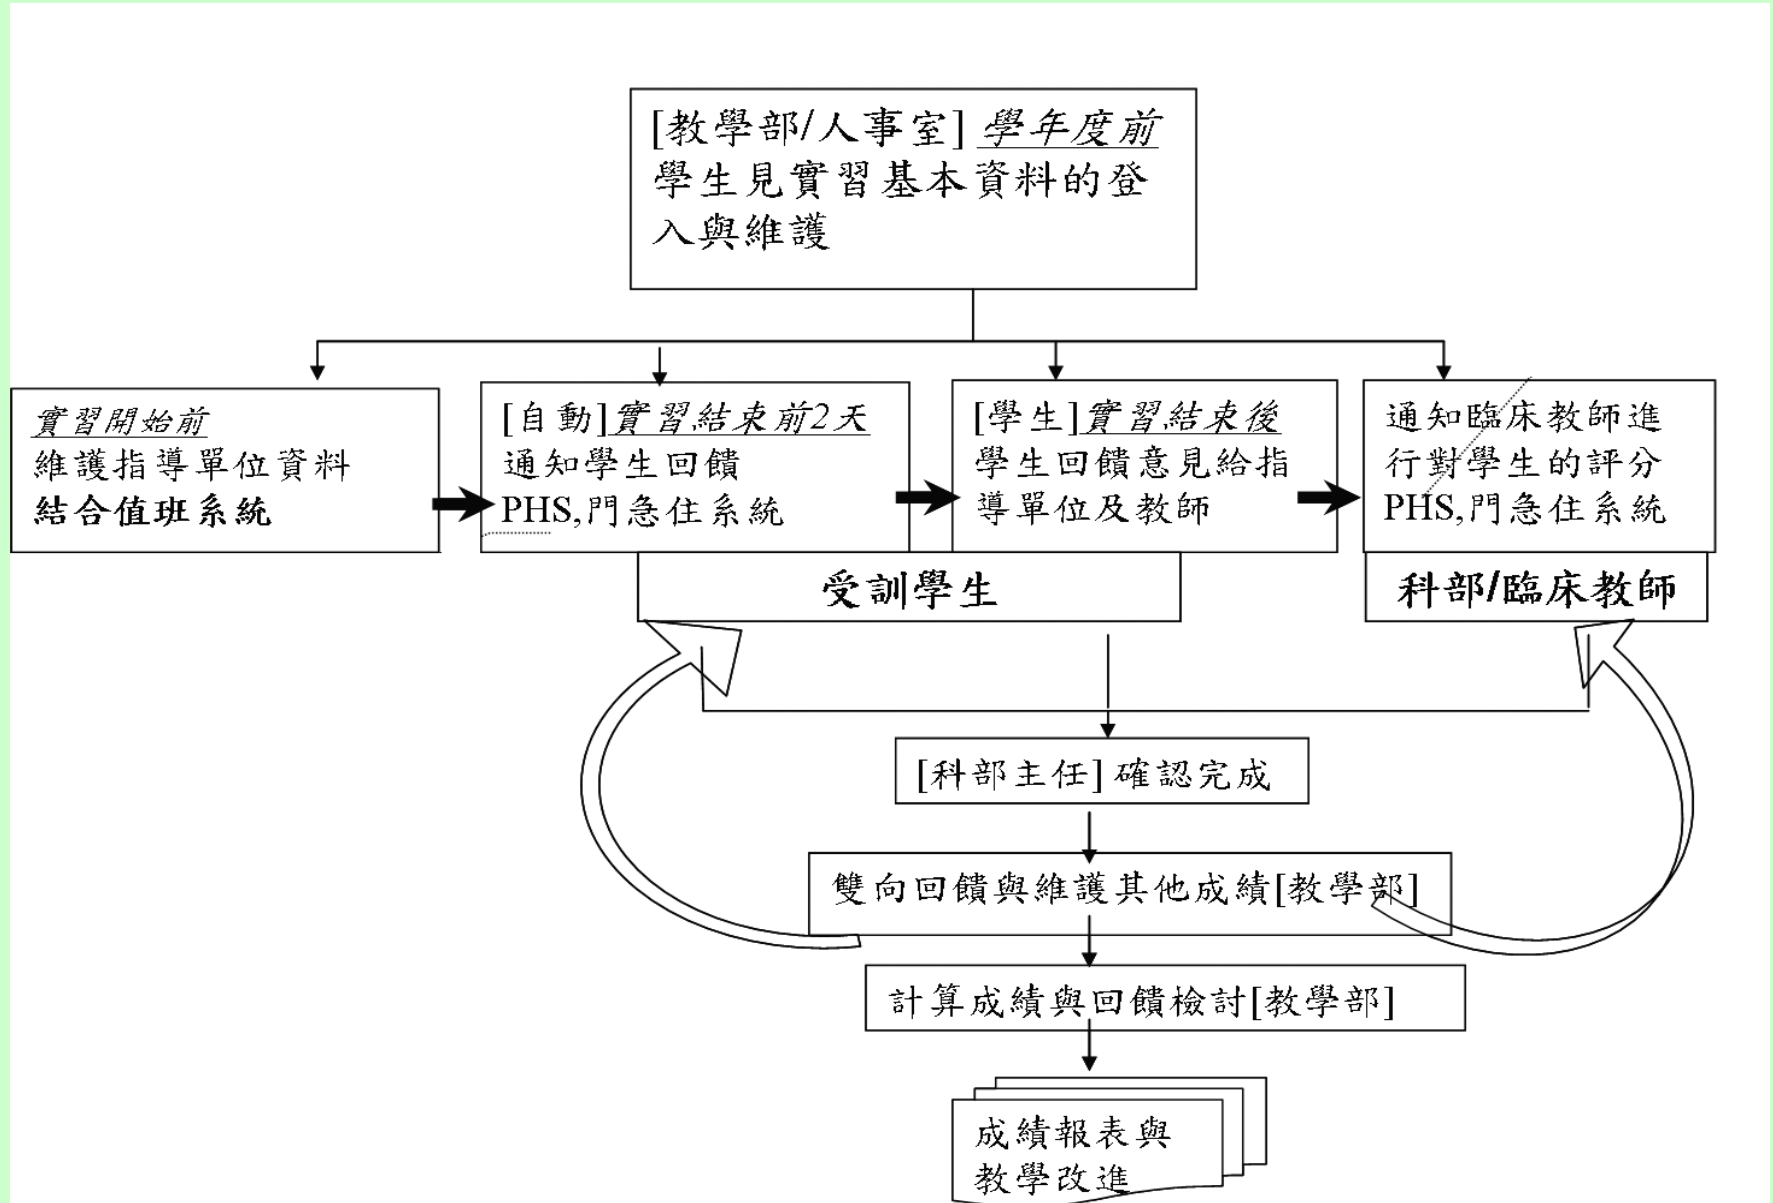 [教學部/人事室] 學年度前
學生見實習基本資料的登
入與維護
實習開始前
維護指導單位資料
結合值班系統
[自動]實習結束前2天
通知學生回饋
PHS,門急住系統
[學生]實習結束後
學生回饋意見給指
導單位及教師
通知臨床教師進
行對學生的評分
PHS,門急住系統
受訓學生
科部/臨床教師
[科部主任] 確認完成
雙向回饋與維護其他成績[教學部]
計算成績與回饋檢討[教學部]
成績報表與
教學改進